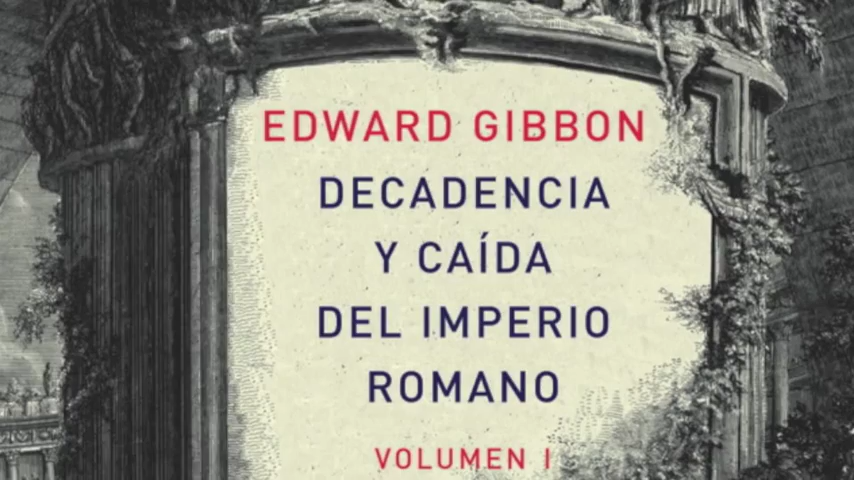 EDWARD GIBBON
DECADENCIA
Y CAÍDA
DEL IMPERIO
ROMANO
VOLUMEN I